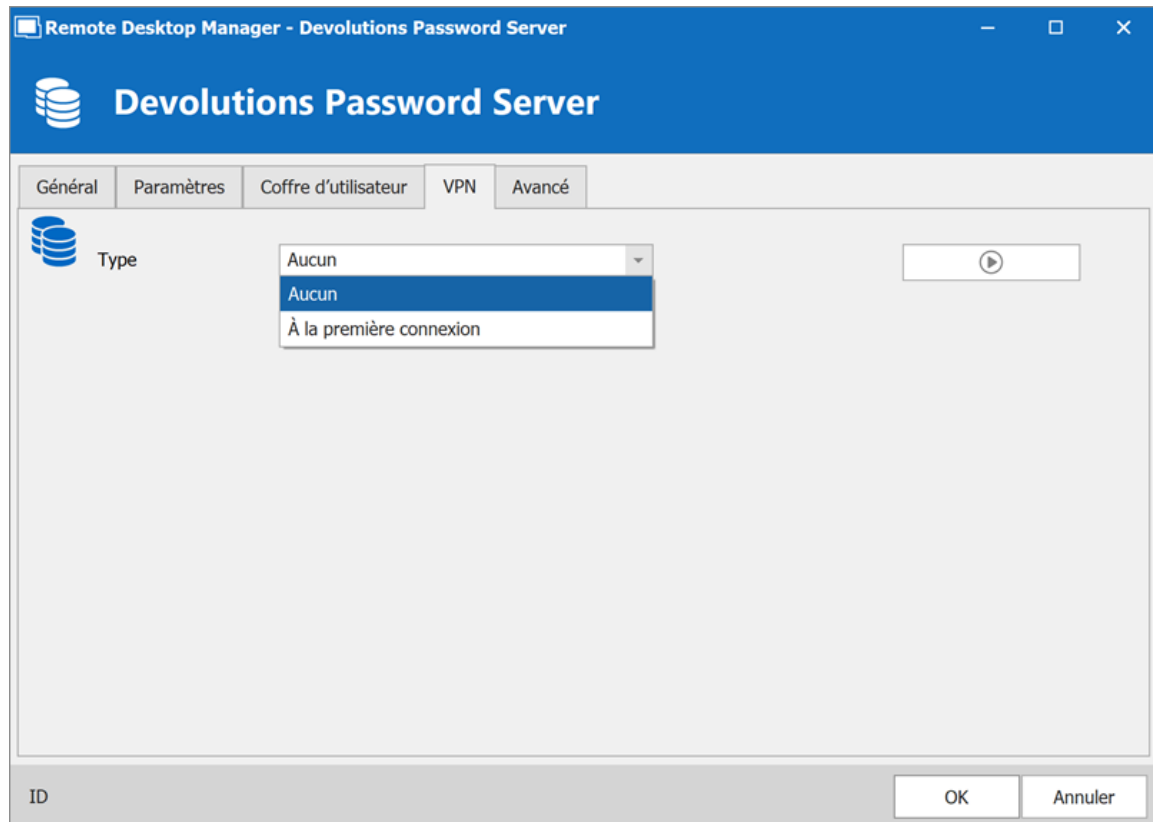 Remote Desktop Manager - Devolutions Password Server
Devolutions Password Server
Général Paramètres Coffre d'utilisateur VPN Avancé
Type Aucun
Aucun
À la première connexion
ID OK Annuler